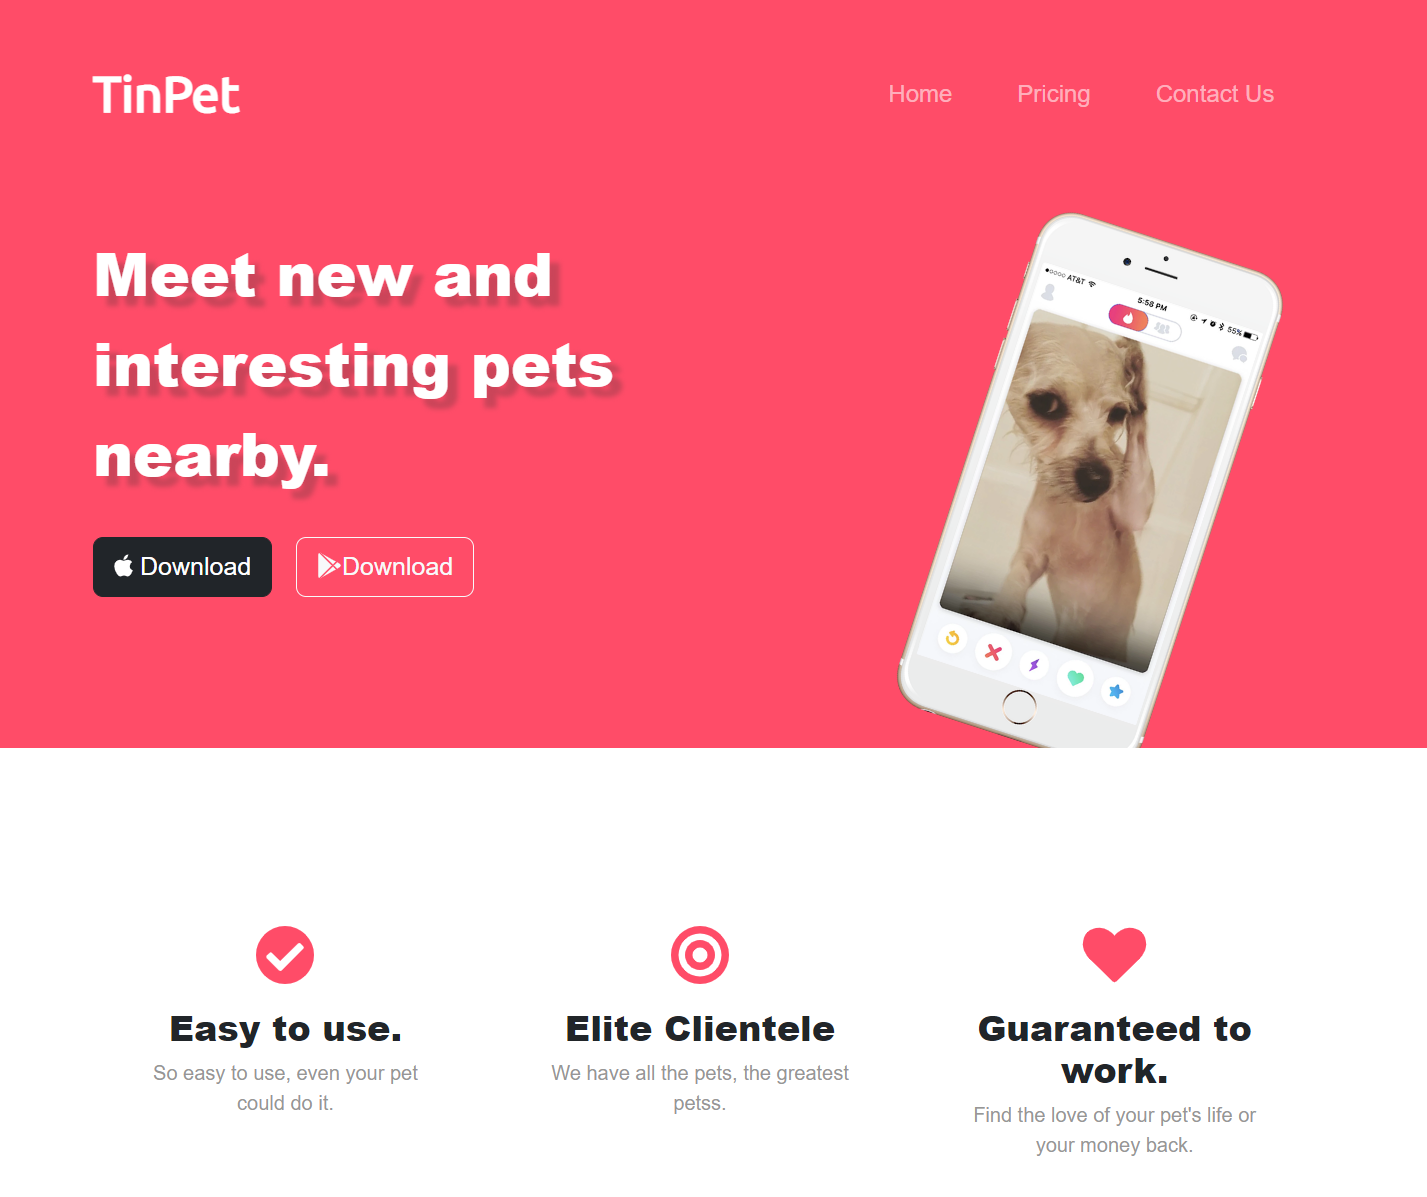 TinPet
Home Pricing Contact Us
Meet new and
interesting pets
nearby.
AT&T
5:58 PM
55%
Download Download
Easy to use.
So easy to use, even your pet
could do it.
Elite Clientele
We have all the pets, the greatest
petss.
Guaranteed to
work.
Find the love of your pet's life or
your money back.